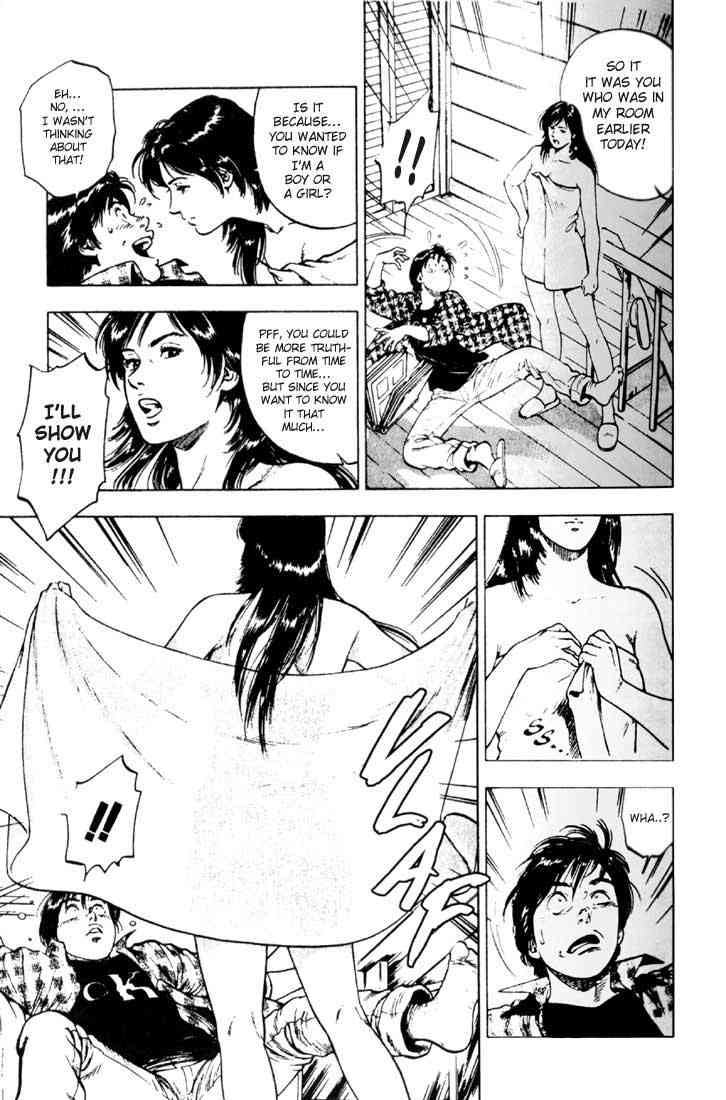 SO IT
IT WAS YOU
WHO WAS IN
MY ROOM
EARLIER
TODAY!
!!
IS IT
BECAUSE...
YOU WANTED
TO KNOW IF
I'M A
BOY OR
A GIRL?
EH...
NO, ...
I WASN'T
THINKING
ABOUT
THAT!
PFF, YOU COULD
BE MORE TRUTH-
FUL FROM TIME
TO TIME...
BUT SINCE YOU
WANT TO KNOW
IT THAT
MUCH...
I'LL
SHOW
YOU
!!!
SS...
WHA..?
VLAF
!!
CK